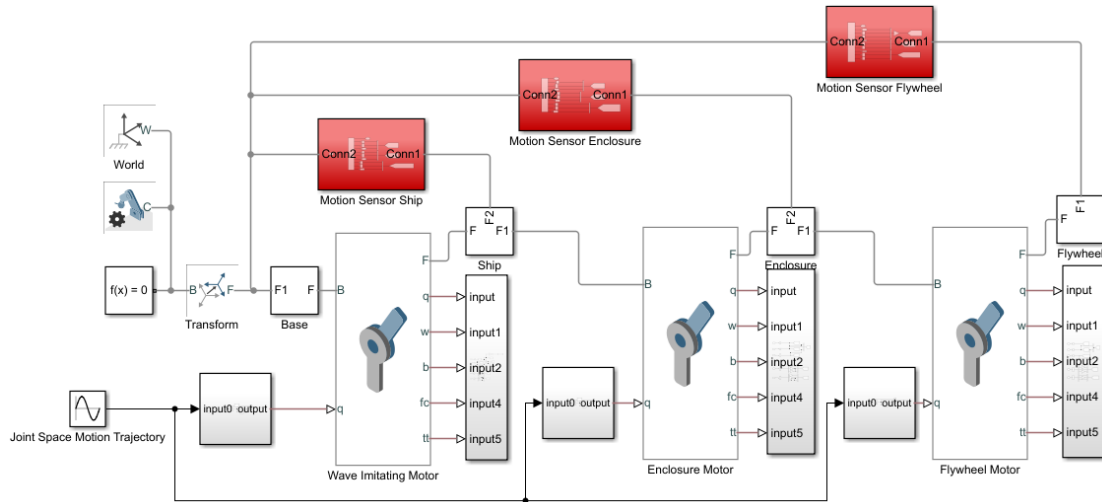 Conn2 Conn1
Motion Sensor Flywheel
Conn2 Conn1
Motion Sensor Enclosure
Conn2 Conn1
Motion Sensor Ship
W
World
C
f(x) = 0
B F
Transform
F1 F
Base
B
F
q
w
b
fc
tt
q
Wave Imitating Motor
F2
F F1
Ship
input
input1
input2
input4
input5
B
F
q
w
b
fc
tt
q
Enclosure Motor
F2
F F1
Enclosure
input
input1
input2
input4
input5
B
F
q
w
b
fc
tt
q
Flywheel Motor
F1
F
Flywheel
input
input1
input2
input4
input5
Joint Space Motion Trajectory
input0 output
input0 output
input0 output